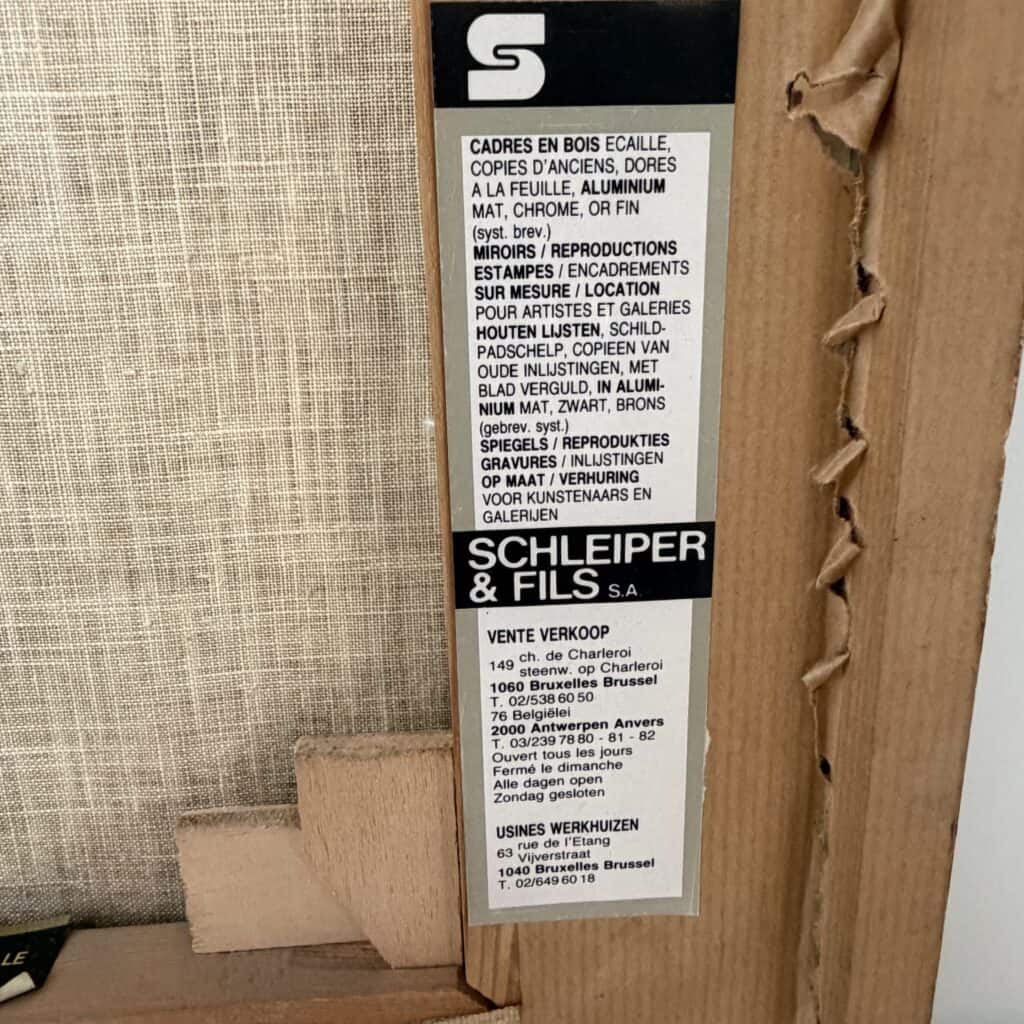 S
CADRES EN BOIS ECAILLE,
COPIES D'ANCIENS, DORES
A LA FEUILLE, ALUMINIUM
MAT, CHROME, OR FIN
(syst. brev.)
MIROIRS / REPRODUCTIONS
ESTAMPES / ENCADREMENTS
SUR MESURE / LOCATION
POUR ARTISTES ET GALERIES
HOUTEN LIJSTEN, SCHILD-
PADSCHELP, COPIEEN VAN
OUDE INLIJSTINGEN, MET
BLAD VERGULD, IN ALUMI-
NIUM MAT, ZWART, BRONS
(gebrev. syst.)
SPIEGELS / REPRODUKTIES
GRAVURES / INLIJSTINGEN
OP MAAT / VERHURING
VOOR KUNSTENAARS EN
GALERIJEN
SCHLEIPER
& FILS S.A.
VENTE VERKOOP
149 ch. de Charleroi
steenw. op Charleroi
1060 Bruxelles Brussel
T. 02/538 60 50
76 Belgiëlei
2000 Antwerpen Anvers
T. 03/239 78 80 - 81 - 82
Ouvert tous les jours
Fermé le dimanche
Alle dagen open
Zondag gesloten
USINES WERKHUIZEN
63 rue de l'Etang
Vijverstraat
1040 Bruxelles Brussel
T. 02/649 60 18
LE